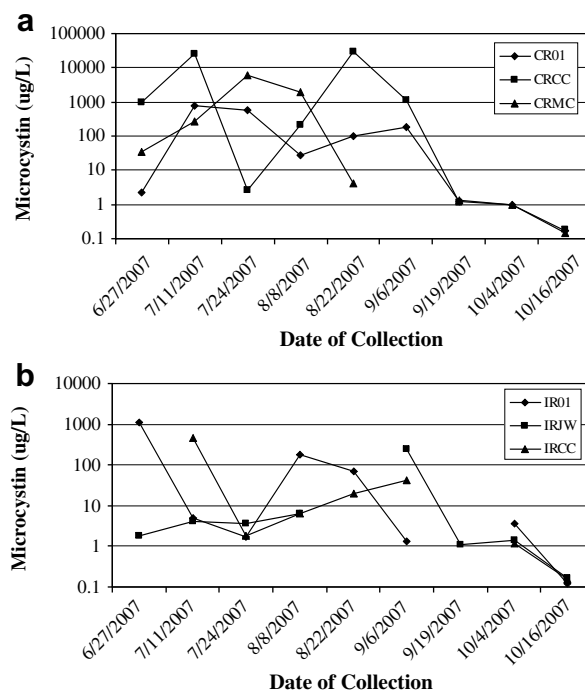 a
100000
10000
1000
100
10
1
0.1
Microcystin (ug/L)
CR01
CRCC
CRMC
6/27/2007
7/11/2007
7/24/2007
8/8/2007
8/22/2007
9/6/2007
9/19/2007
10/4/2007
10/16/2007
Date of Collection
b
10000
1000
100
10
1
0.1
Microcystin (ug/L)
IR01
IRJW
IRCC
6/27/2007
7/11/2007
7/24/2007
8/8/2007
8/22/2007
9/6/2007
9/19/2007
10/4/2007
10/16/2007
Date of Collection